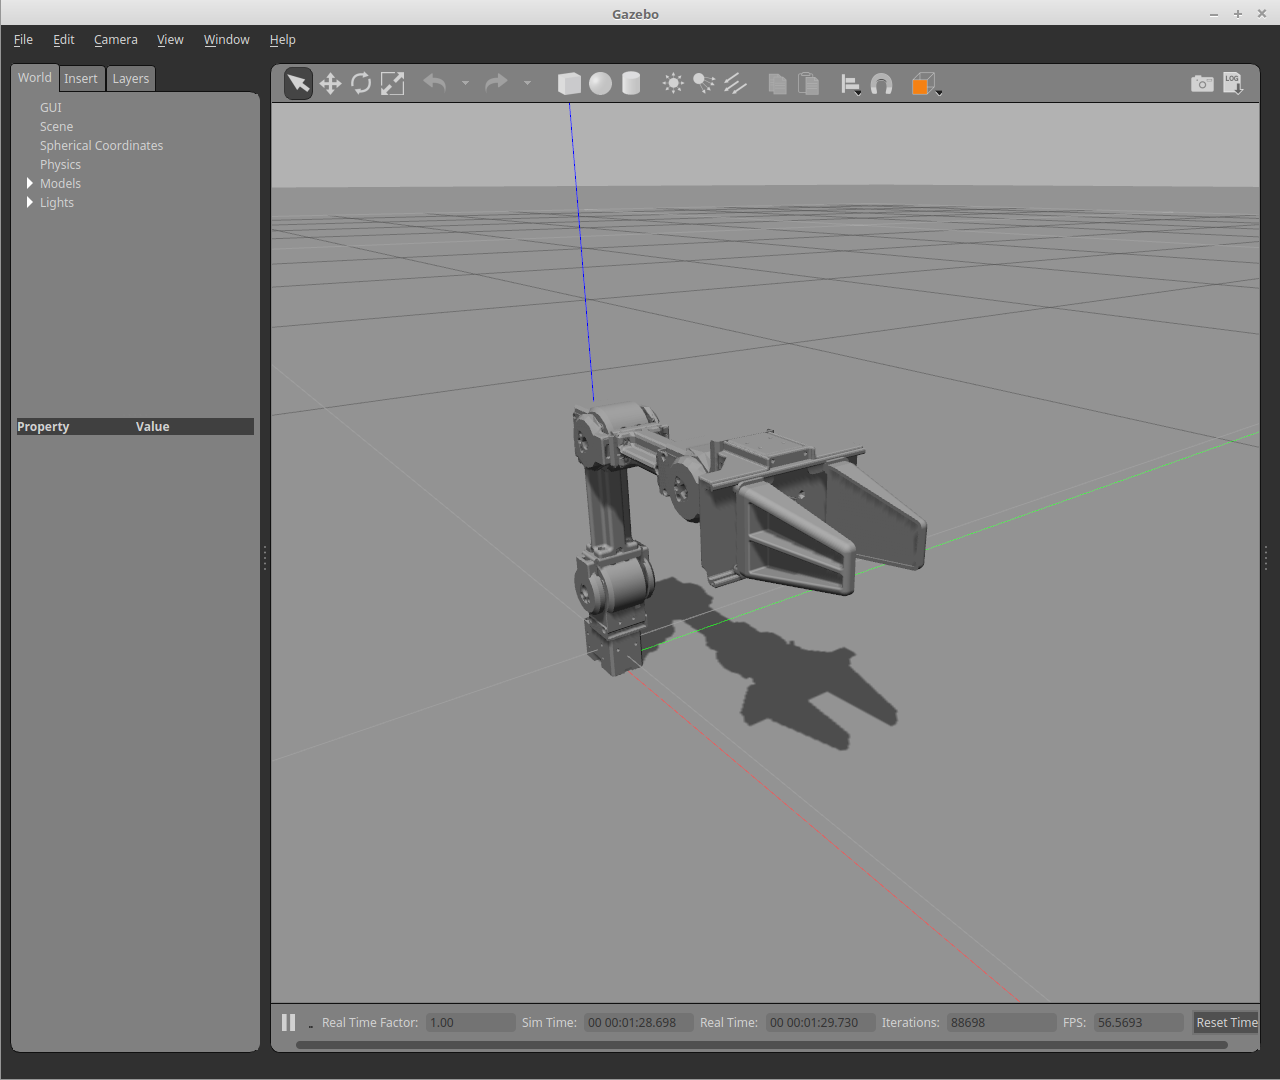 Gazebo
File Edit Camera View Window Help
World Insert Layers
LOG
GUI
Scene
Spherical Coordinates
Physics
Models
Lights
Property Value
Real Time Factor: 1.00 Sim Time: 00 00:01:28.698 Real Time: 00 00:01:29.730 Iterations: 88698 FPS: 56.5693 Reset Time